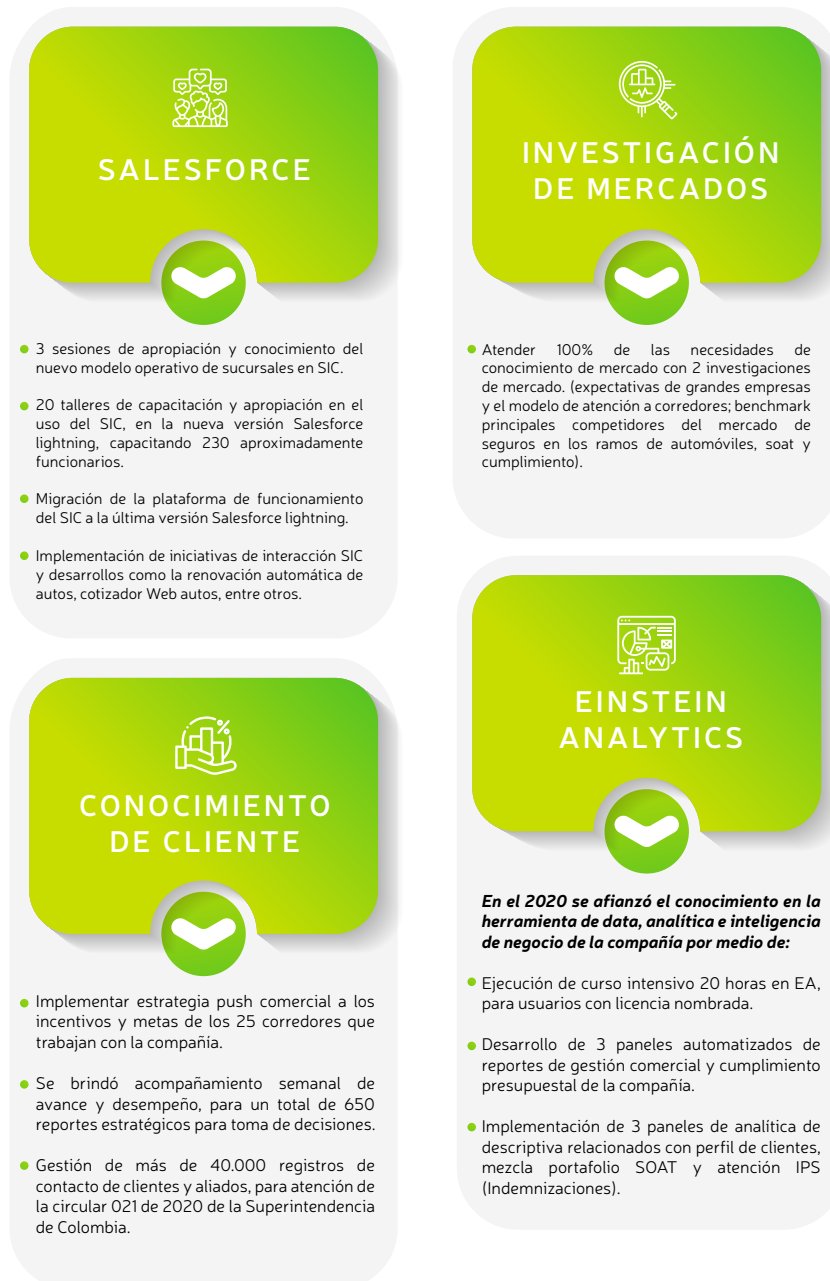 SALESFORCE
3 sesiones de apropiación y conocimiento del
nuevo modelo operativo de sucursales en SIC.
20 talleres de capacitación y apropiación en el
uso del SIC, en la nueva versión Salesforce
lightning, capacitando 230 aproximadamente
funcionarios.
Migración de la plataforma de funcionamiento
del SIC a la última versión Salesforce lightning.
Implementación de iniciativas de interacción SIC
y desarrollos como la renovación automática de
autos, cotizador Web autos, entre otros.
INVESTIGACIÓN
DE MERCADOS
Atender 100% de las necesidades de
conocimiento de mercado con 2 investigaciones
de mercado. (expectativas de grandes empresas
y el modelo de atención a corredores; benchmark
principales competidores del mercado de
seguros en los ramos de automóviles, soat y
cumplimiento).
CONOCIMIENTO
DE CLIENTE
Implementar estrategia push comercial a los
incentivos y metas de los 25 corredores que
trabajan con la compañía.
Se brindó acompañamiento semanal de
avance y desempeño, para un total de 650
reportes estratégicos para toma de decisiones.
Gestión de más de 40.000 registros de
contacto de clientes y aliados, para atención de
la circular 021 de 2020 de la Superintendencia
de Colombia.
EINSTEIN
ANALYTICS
En el 2020 se afianzó el conocimiento en la
herramienta de data, analítica e inteligencia
de negocio de la compañía por medio de:
Ejecución de curso intensivo 20 horas en EA,
para usuarios con licencia nombrada.
Desarrollo de 3 paneles automatizados de
reportes de gestión comercial y cumplimiento
presupuestal de la compañía.
Implementación de 3 paneles de analítica de
descriptiva relacionados con perfil de clientes,
mezcla portafolio SOAT y atención IPS
(Indemnizaciones).